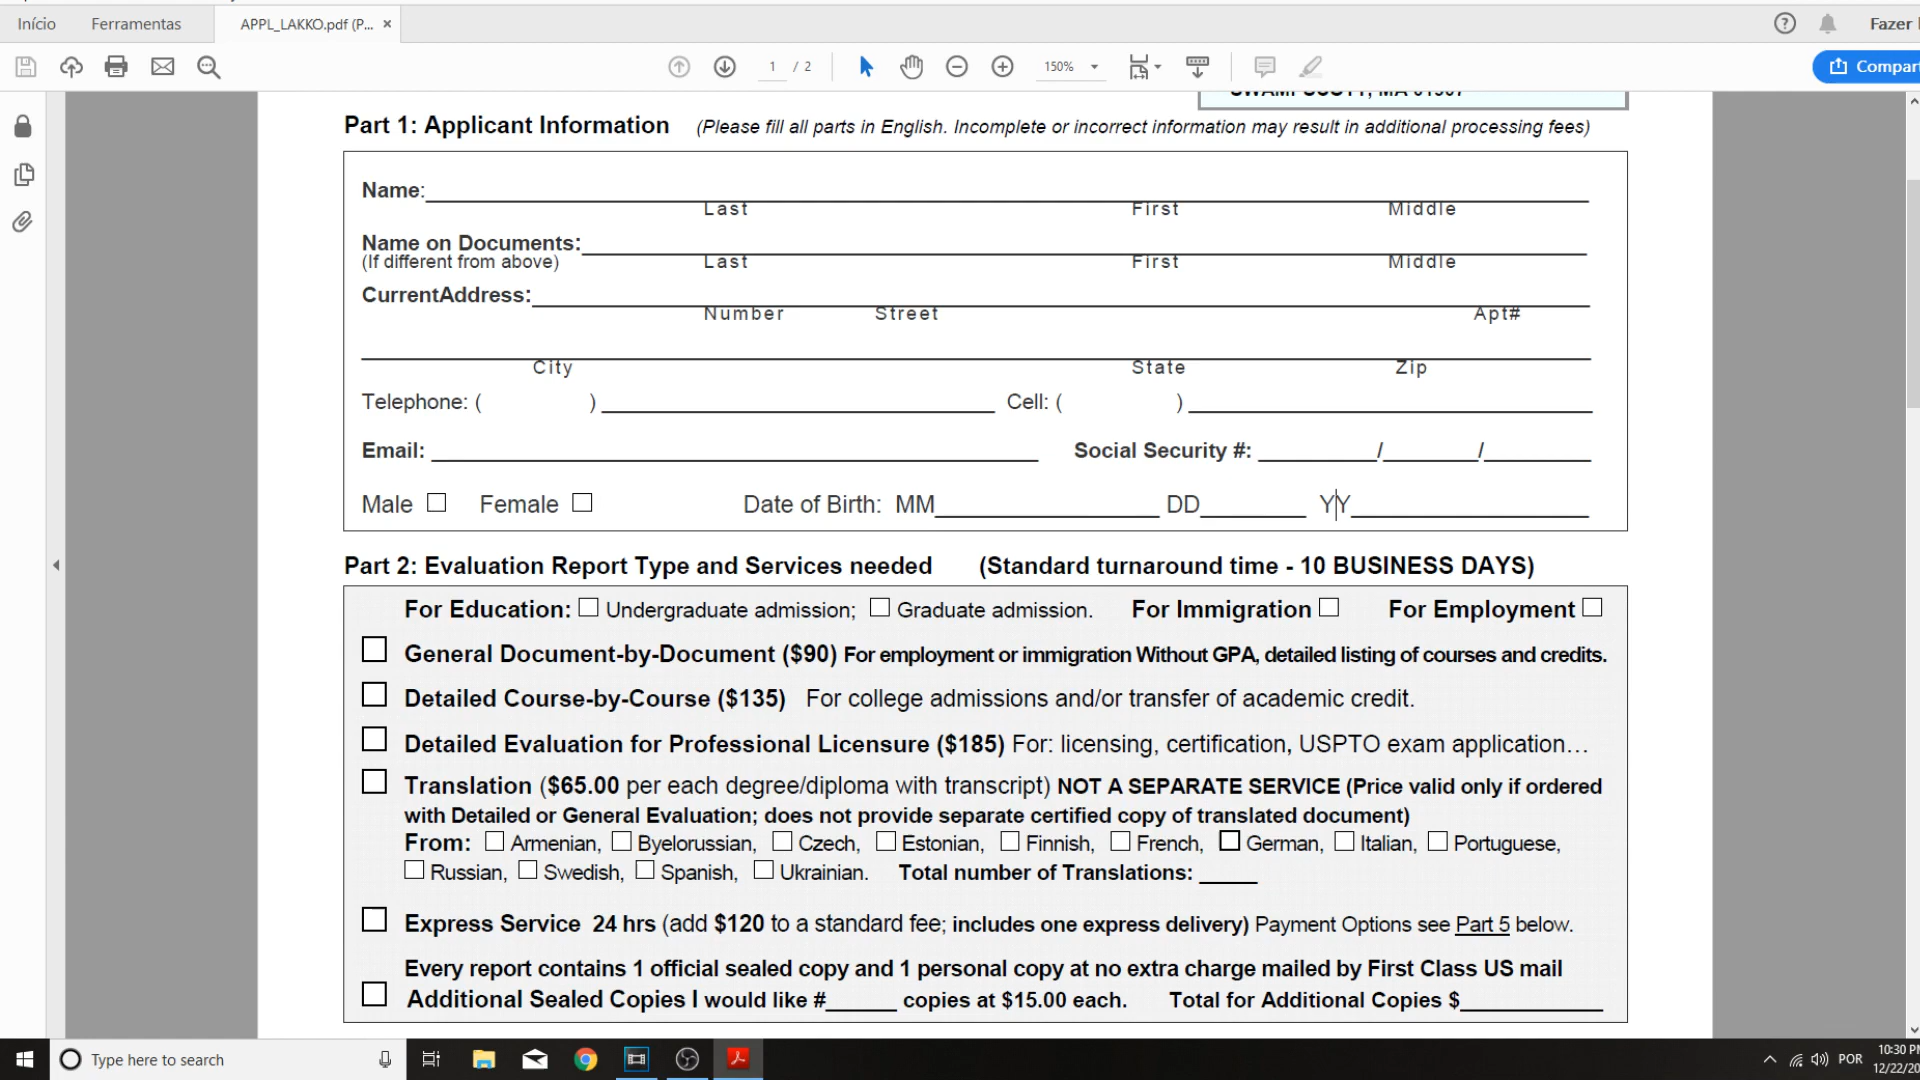 Início Ferramentas APPL_LAKKO.pdf (P... × Fazer
1 / 2 150% Compar
Part 1: Applicant Information (Please fill all parts in English. Incomplete or incorrect information may result in additional processing fees)
Name:
Last First Middle
Name on Documents:
(If different from above) Last First Middle
CurrentAddress:
Number Street Apt#
City State Zip
Telephone: ( ) Cell: ( )
Email: Social Security #: / /
Male Female Date of Birth: MM DD YY
Part 2: Evaluation Report Type and Services needed (Standard turnaround time - 10 BUSINESS DAYS)
For Education: Undergraduate admission; Graduate admission. For Immigration For Employment
General Document-by-Document ($90) For employment or immigration Without GPA, detailed listing of courses and credits.
Detailed Course-by-Course ($135) For college admissions and/or transfer of academic credit.
Detailed Evaluation for Professional Licensure ($185) For: licensing, certification, USPTO exam application…
Translation ($65.00 per each degree/diploma with transcript) NOT A SEPARATE SERVICE (Price valid only if ordered
with Detailed or General Evaluation; does not provide separate certified copy of translated document)
From: Armenian, Byelorussian, Czech, Estonian, Finnish, French, German, Italian, Portuguese,
Russian, Swedish, Spanish, Ukrainian. Total number of Translations:
Express Service 24 hrs (add $120 to a standard fee; includes one express delivery) Payment Options see Part 5 below.
Every report contains 1 official sealed copy and 1 personal copy at no extra charge mailed by First Class US mail
Additional Sealed Copies I would like #______ copies at $15.00 each. Total for Additional Copies $
Type here to search POR 10:30 PM
12/22/20